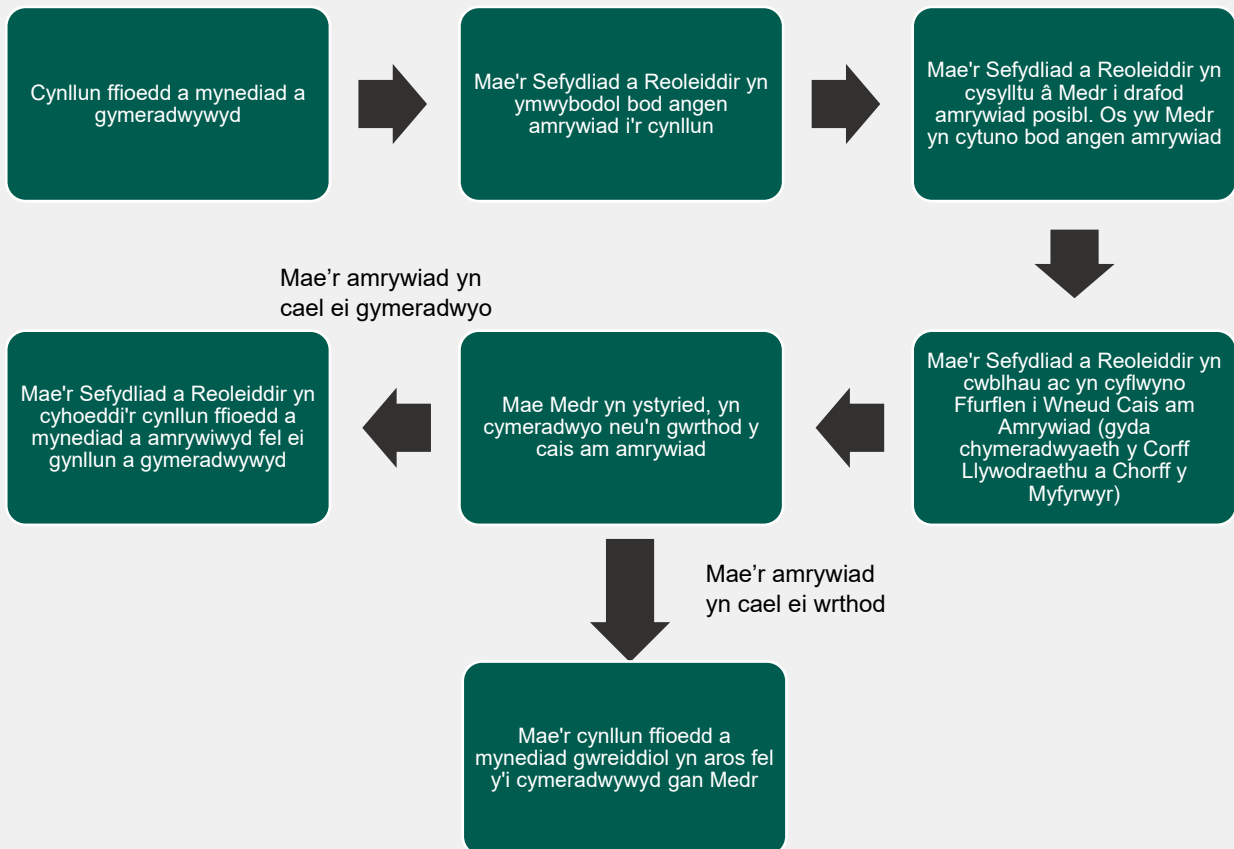 Cynllun ffioedd a mynediad a
gymeradwywyd
Mae'r Sefydliad a Reoleiddir yn
ymwybodol bod angen
amrywiad i'r cynllun
Mae'r Sefydliad a Reoleiddir yn
cysylltu â Medr i drafod
amrywiad posibl. Os yw Medr
yn cytuno bod angen amrywiad
Mae'r Sefydliad a Reoleiddir yn
cwblhau ac yn cyflwyno
Ffurflen i Wneud Cais am
Amrywiad (gyda
chymeradwyaeth y Corff
Llywodraethu a Chorff y
Myfyrwyr)
Mae Medr yn ystyried, yn
cymeradwyo neu'n gwrthod y
cais am amrywiad
Mae’r amrywiad yn
cael ei gymeradwyo
Mae'r Sefydliad a Reoleiddir yn
cyhoeddi'r cynllun ffioedd a
mynediad a amrywiwyd fel ei
gynllun a gymeradwywyd
Mae’r amrywiad
yn cael ei wrthod
Mae'r cynllun ffioedd a
mynediad gwreiddiol yn aros fel
y'i cymeradwywyd gan Medr